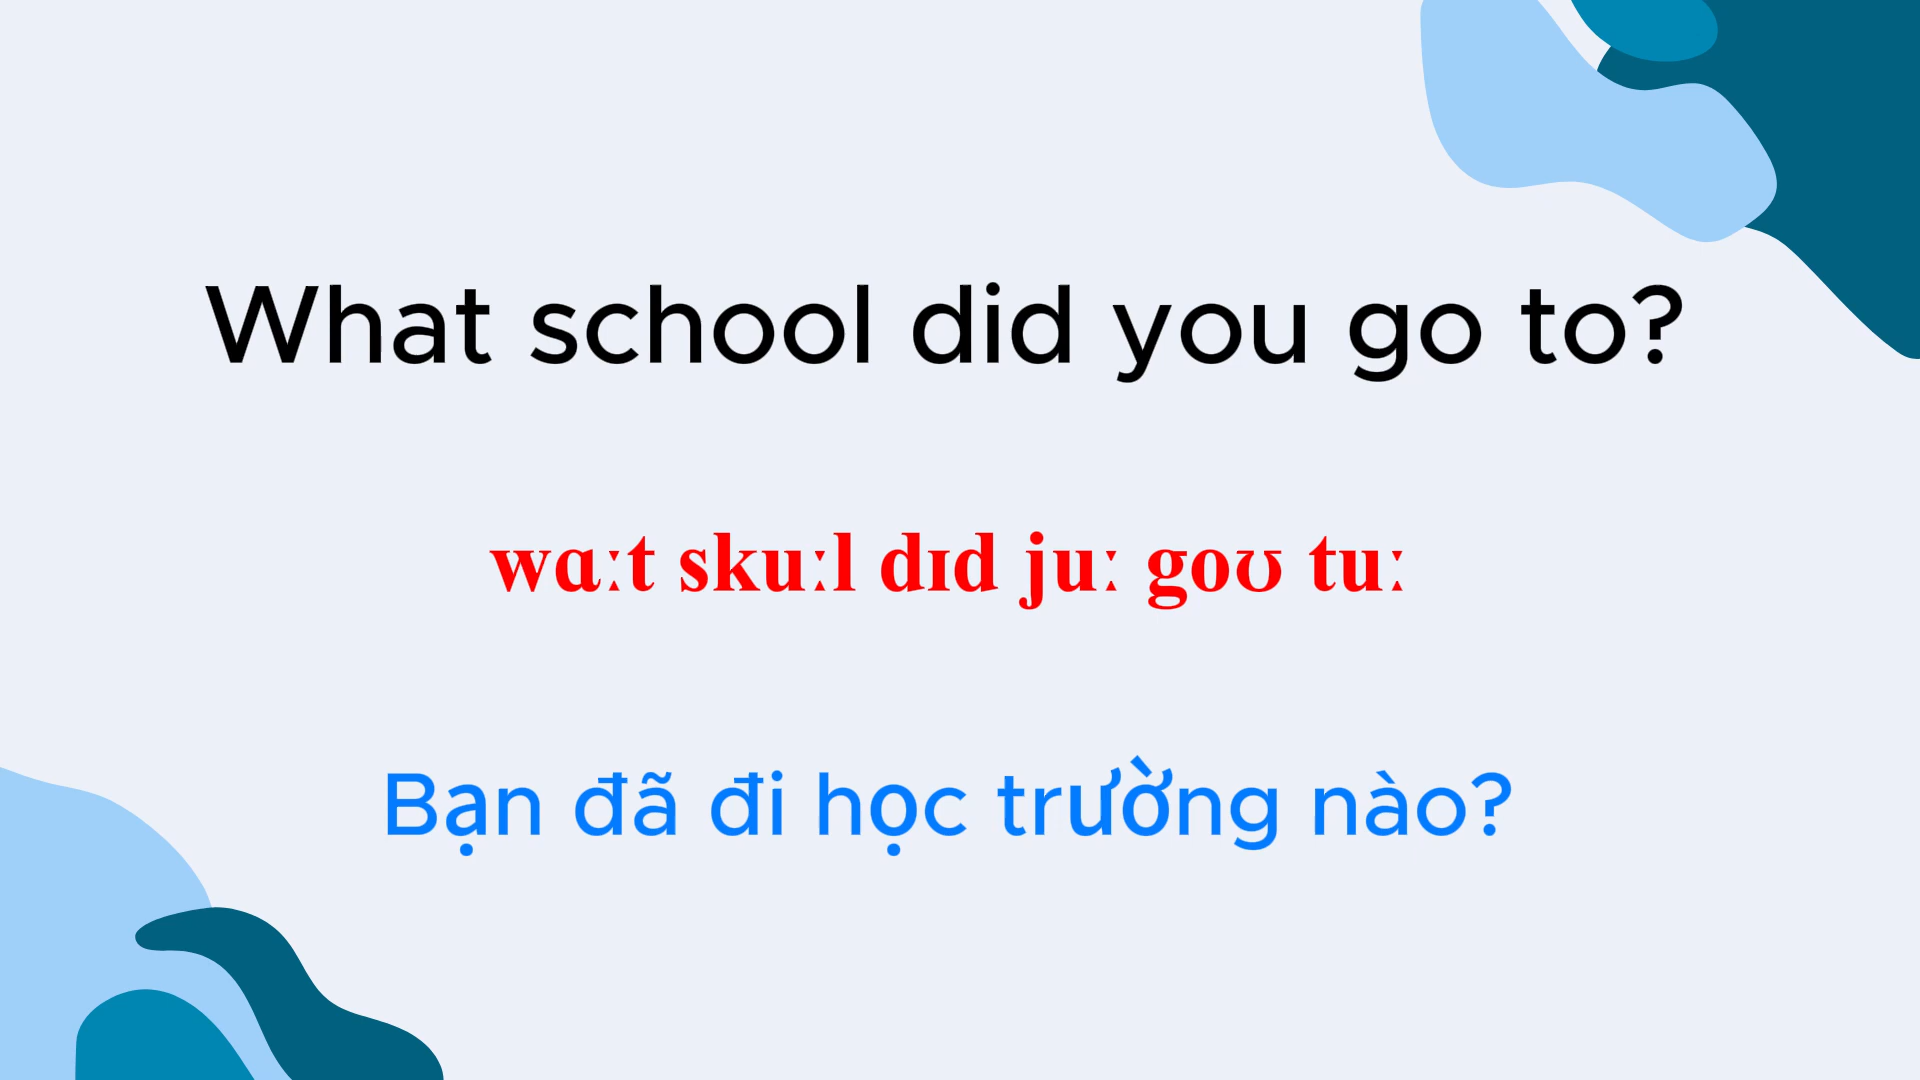 What school did you go to?
wɑːt skuːl dɪd juː goʊ tuː
Bạn đã đi học trường nào?